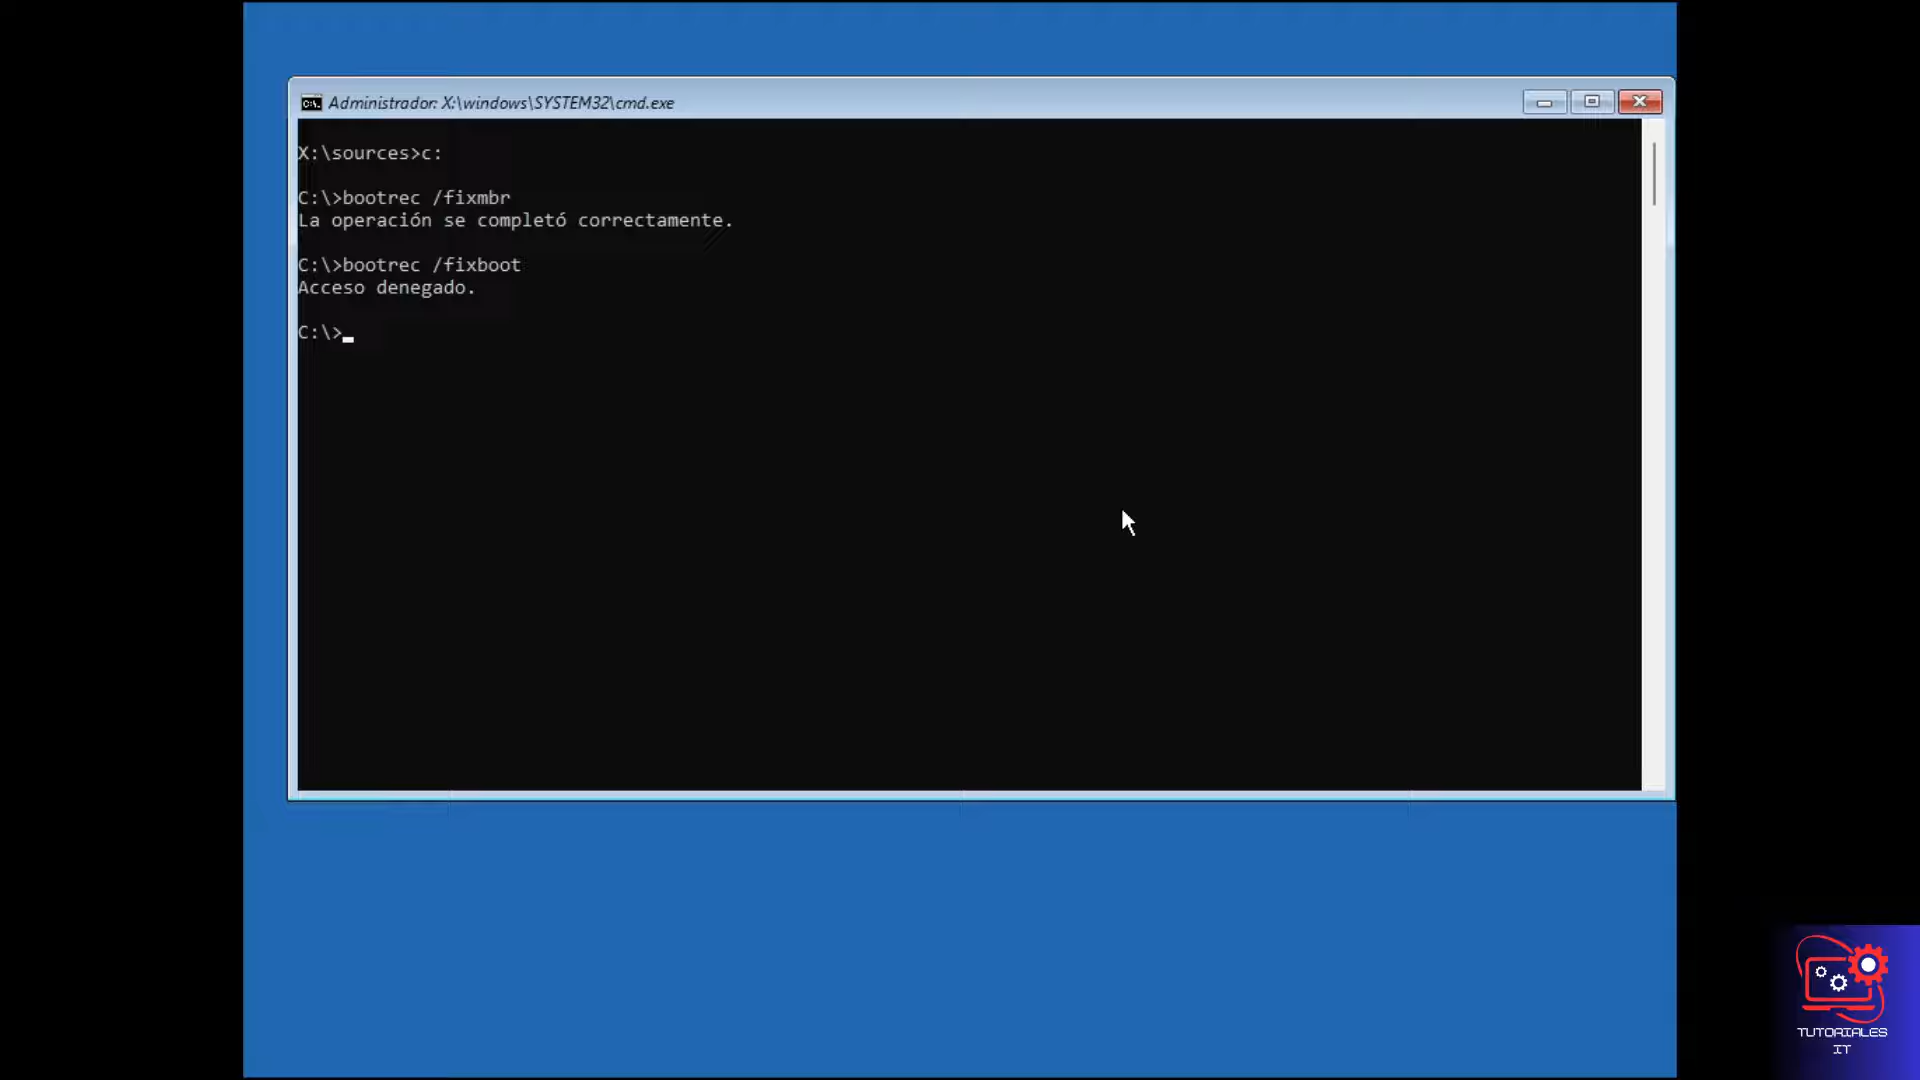 Administrador: X:\windows\SYSTEM32\cmd.exe
X:\sources>c:
C:\>bootrec /fixmbr
La operación se completó correctamente.
C:\>bootrec /fixboot
Acceso denegado.
C:\>
TUTORIALES
IT